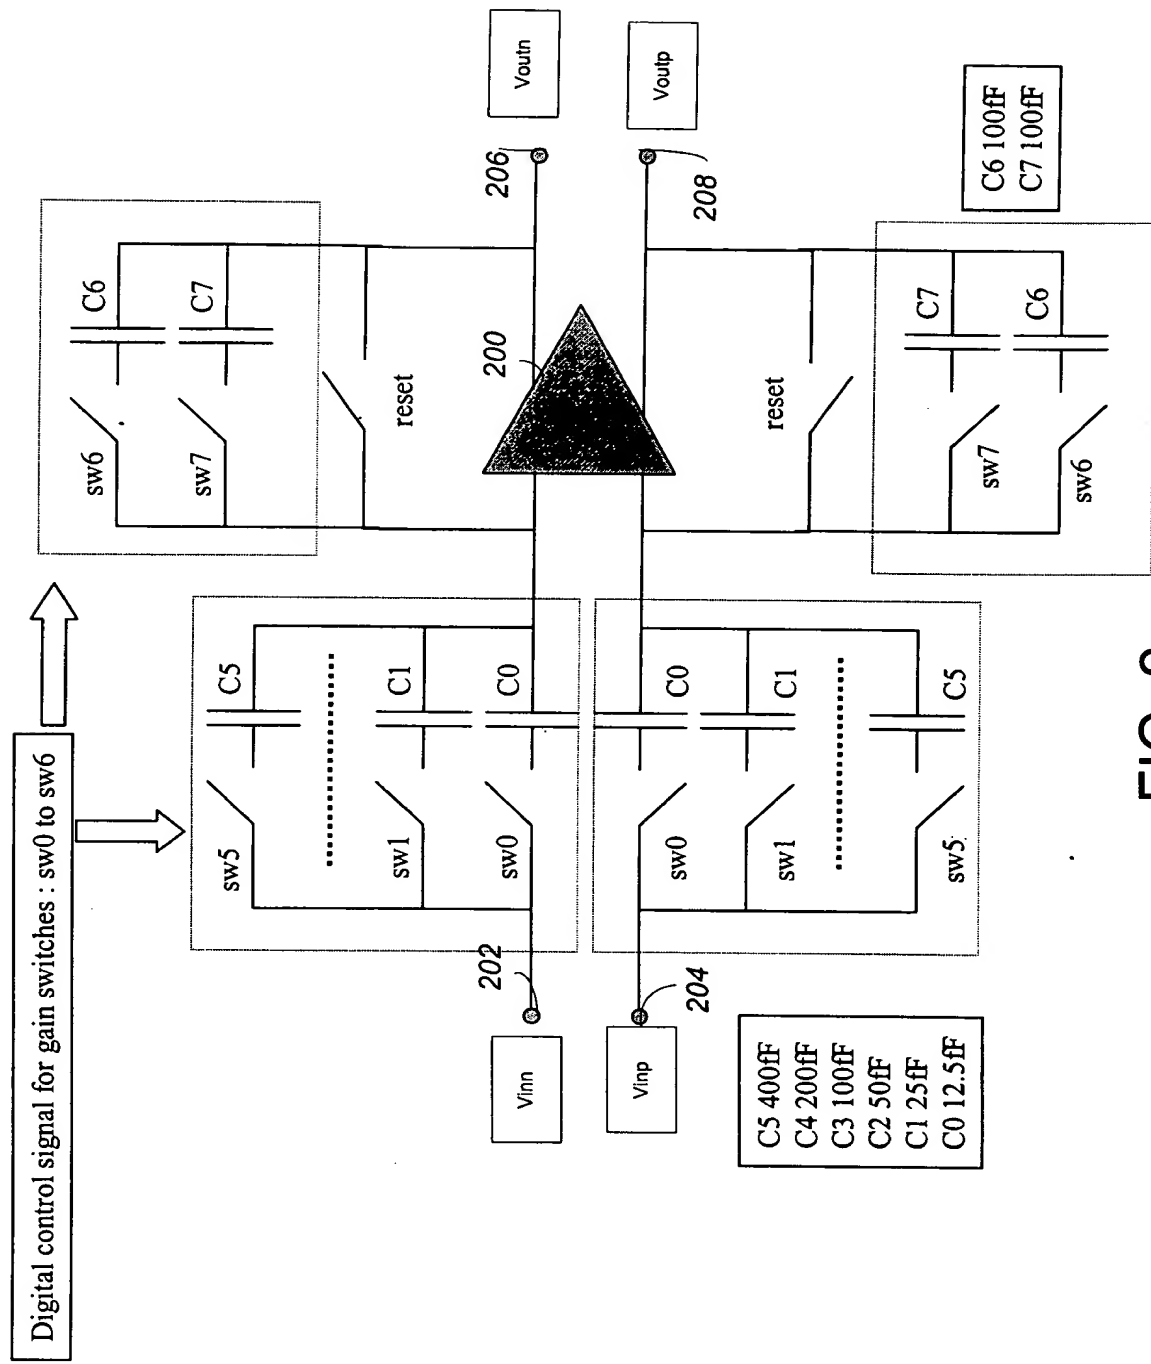 Digital control signal for gain switches : sw0 to sw6
sw6
C6
sw7
C7
reset
Voutn
206
sw5
C5
sw1
C1
sw0
C0
200
Vinn
202
Vinp
204
Voutp
208
sw0
C0
sw1
C1
sw5
C5
reset
sw7
C7
sw6
C6
C5 400fF
C4 200fF
C3 100fF
C2 50fF
C1 25fF
C0 12.5fF
C6 100fF
C7 100fF
FIG.